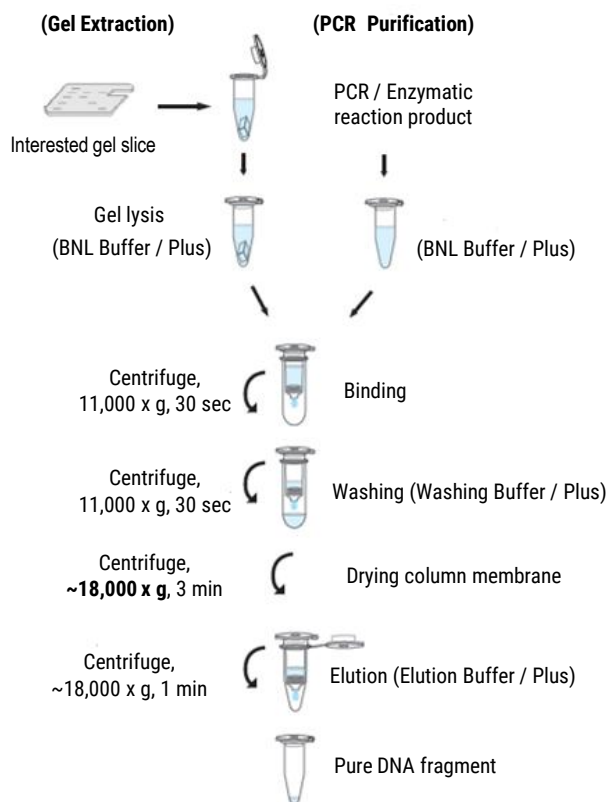 (Gel Extraction)
(PCR Purification)
Interested gel slice
PCR / Enzymatic
reaction product
Gel lysis
(BNL Buffer / Plus)
(BNL Buffer / Plus)
Centrifuge,
11,000 x g, 30 sec
Binding
Centrifuge,
11,000 x g, 30 sec
Washing (Washing Buffer / Plus)
Centrifuge,
~18,000 x g, 3 min
Drying column membrane
Centrifuge,
~18,000 x g, 1 min
Elution (Elution Buffer / Plus)
Pure DNA fragment